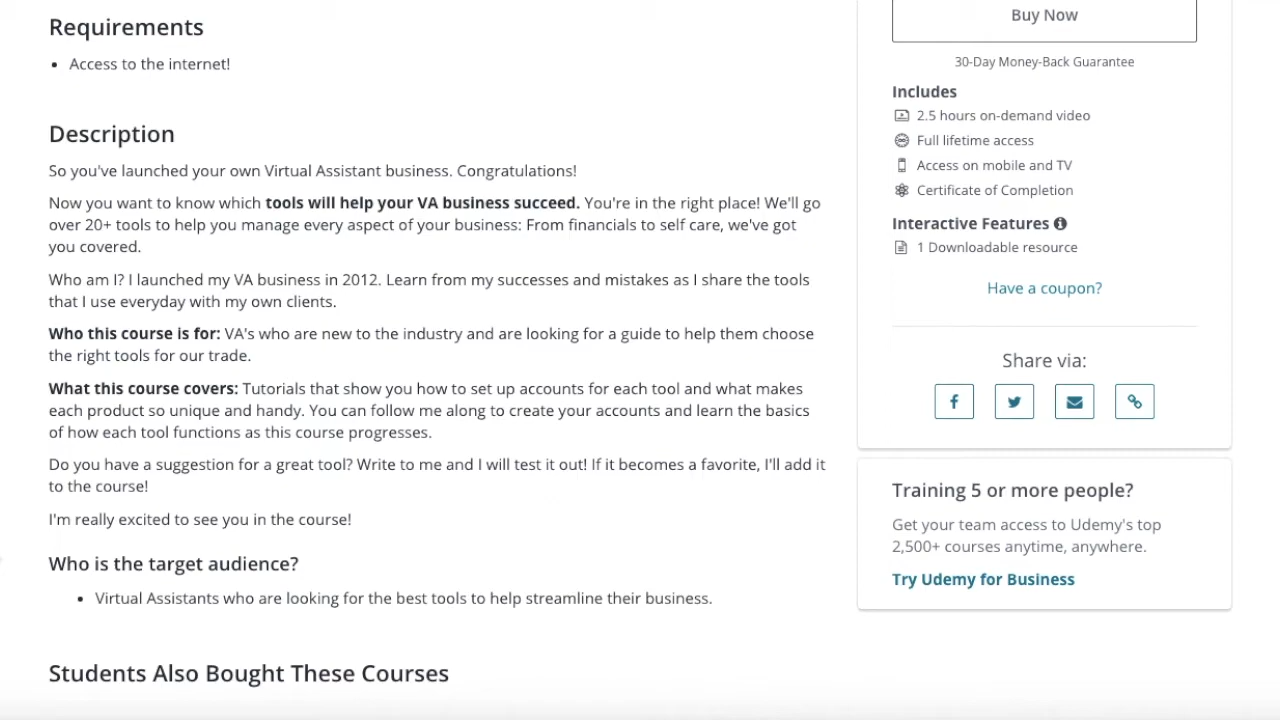 Requirements
• Access to the internet!
Description
So you've launched your own Virtual Assistant business. Congratulations!
Now you want to know which tools will help your VA business succeed. You're in the right place! We'll go
over 20+ tools to help you manage every aspect of your business: From financials to self care, we've got
you covered.
Who am I? I launched my VA business in 2012. Learn from my successes and mistakes as I share the tools
that I use everyday with my own clients.
Who this course is for: VA's who are new to the industry and are looking for a guide to help them choose
the right tools for our trade.
What this course covers: Tutorials that show you how to set up accounts for each tool and what makes
each product so unique and handy. You can follow me along to create your accounts and learn the basics
of how each tool functions as this course progresses.
Do you have a suggestion for a great tool? Write to me and I will test it out! If it becomes a favorite, I'll add it
to the course!
I'm really excited to see you in the course!
Who is the target audience?
• Virtual Assistants who are looking for the best tools to help streamline their business.
Students Also Bought These Courses
Buy Now
30-Day Money-Back Guarantee
Includes
2.5 hours on-demand video
Full lifetime access
Access on mobile and TV
Certificate of Completion
Interactive Features
1 Downloadable resource
Have a coupon?
Share via:
Training 5 or more people?
Get your team access to Udemy's top
2,500+ courses anytime, anywhere.
Try Udemy for Business